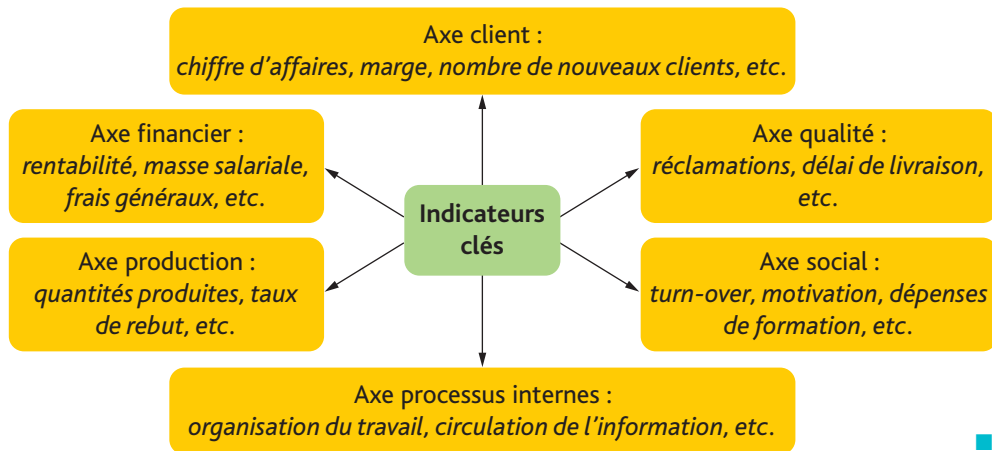 Axe client :
chiffre d'affaires, marge, nombre de nouveaux clients, etc.
Axe financier :
rentabilité, masse salariale,
frais généraux, etc.
Axe qualité :
réclamations, délai de livraison,
etc.
Indicateurs
clés
Axe production :
quantités produites, taux
de rebut, etc.
Axe social :
turn-over, motivation, dépenses
de formation, etc.
Axe processus internes :
organisation du travail, circulation de l'information, etc.